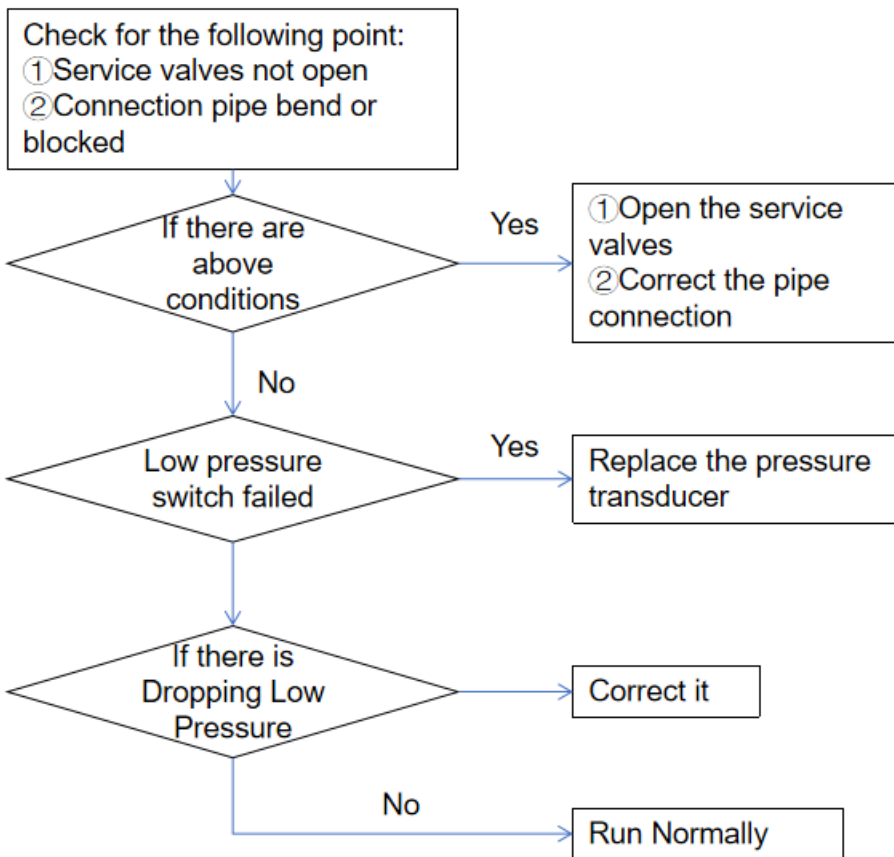 Check for the following point:
①Service valves not open
②Connection pipe bend or
blocked
If there are
above
conditions
Yes
①Open the service
valves
②Correct the pipe
connection
No
Low pressure
switch failed
Yes
Replace the pressure
transducer
If there is
Dropping Low
Pressure
Correct it
No
Run Normally